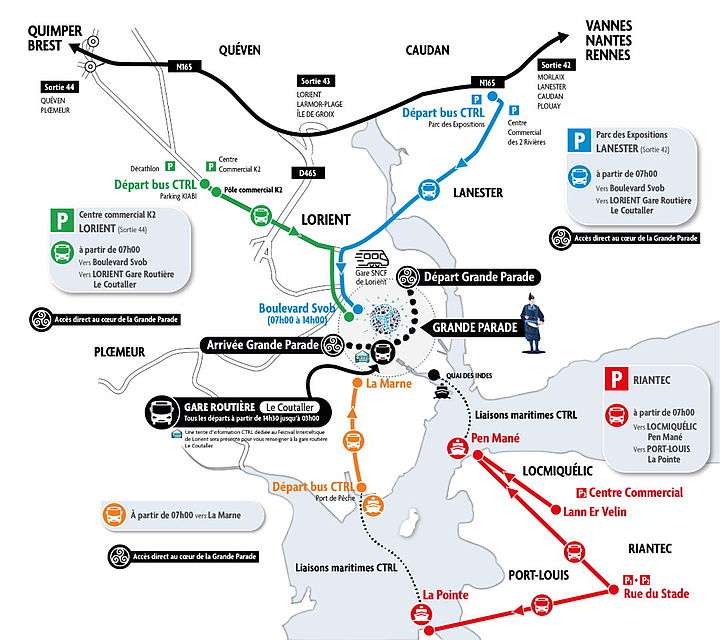 QUIMPER
BREST
QUÉVEN
CAUDAN
VANNES
NANTES
RENNES
N165
N165
Sortie 44
QUÉVEN
PLŒMEUR
Sortie 43
LORIENT
LARMOR-PLAGE
ÎLE DE GROIX
Sortie 42
MORLAIX
LANESTER
CAUDAN
PLOUAY
P
Départ bus CTRL
Parc des Expositions
P
Centre
Commercial
des 2 Rivières
P
Parc des Expositions
LANESTER (Sortie 42)
à partir de 07h00
Vers Boulevard Svob
Vers LORIENT Gare Routière
Le Coutaller
Accès direct au cœur de la Grande Parade
Décathlon
P
P
Centre
Commercial K2
D465
Départ bus CTRL
Parking KIABI
Pôle commercial K2
LANESTER
LORIENT
P
Centre commercial K2
LORIENT (Sortie 44)
à partir de 07h00
Vers Boulevard Svob
Vers LORIENT Gare Routière
Le Coutaller
Gare SNCF
de Lorient
Départ Grande Parade
Boulevard Svob
(07h00 à 14h00)
GRANDE PARADE
Accès direct au cœur de la Grande Parade
Arrivée Grande Parade
PLŒMEUR
QUAI DES INDES
La Marne
P
RIANTEC
à partir de 07h00
Vers LOCMIQUÉLIC
Pen Mané
Vers PORT-LOUIS
La Pointe
GARE ROUTIÈRE Le Coutaller
Tous les départs à partir de 14h30 jusqu'à 03h00
Une tente d'information CTRL dédiée au Festival Interceltique
de Lorient sera présente pour vous renseigner à la gare routière
Le Coutaller.
Liaisons maritimes CTRL
Pen Mané
LOCMIQUÉLIC
P1 Centre Commercial
Lann Er Velin
Départ bus CTRL
Port de Pêche
À partir de 07h00 vers La Marne
Accès direct au cœur de la Grande Parade
Liaisons maritimes CTRL
RIANTEC
PORT-LOUIS
P1 • P2
Rue du Stade
La Pointe